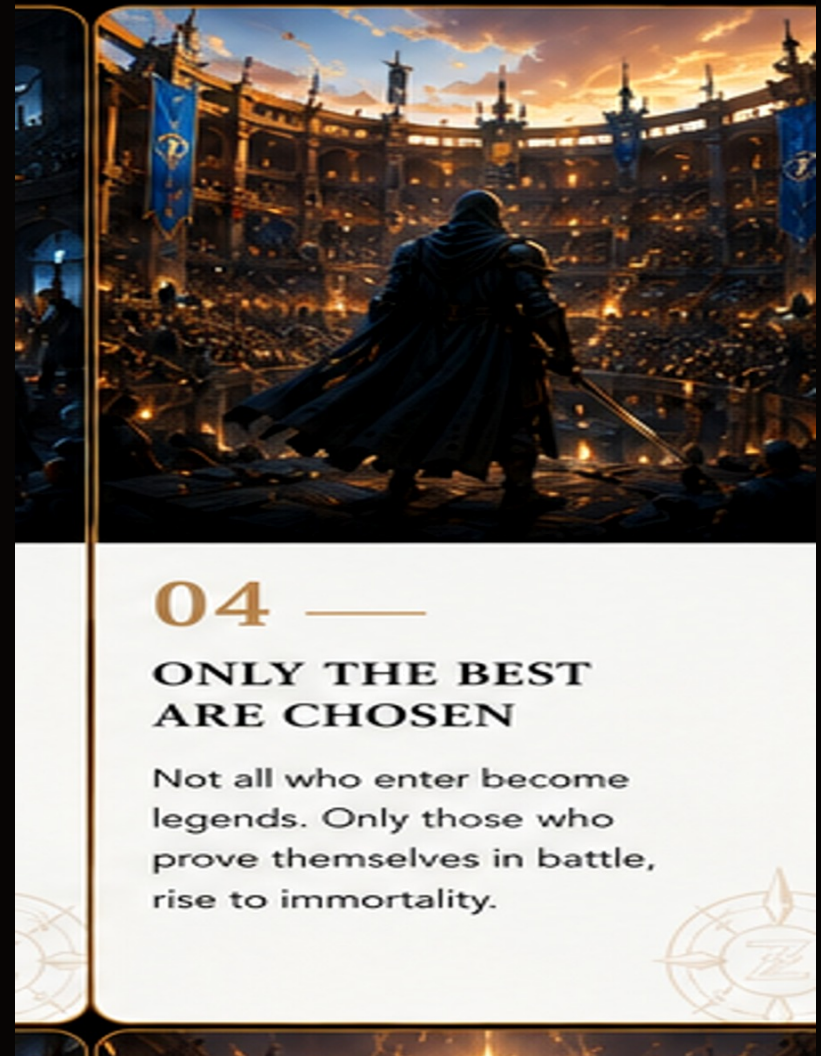 04
ONLY THE BEST
ARE CHOSEN
Not all who enter become
legends. Only those who
prove themselves in battle,
rise to immortality.
Z